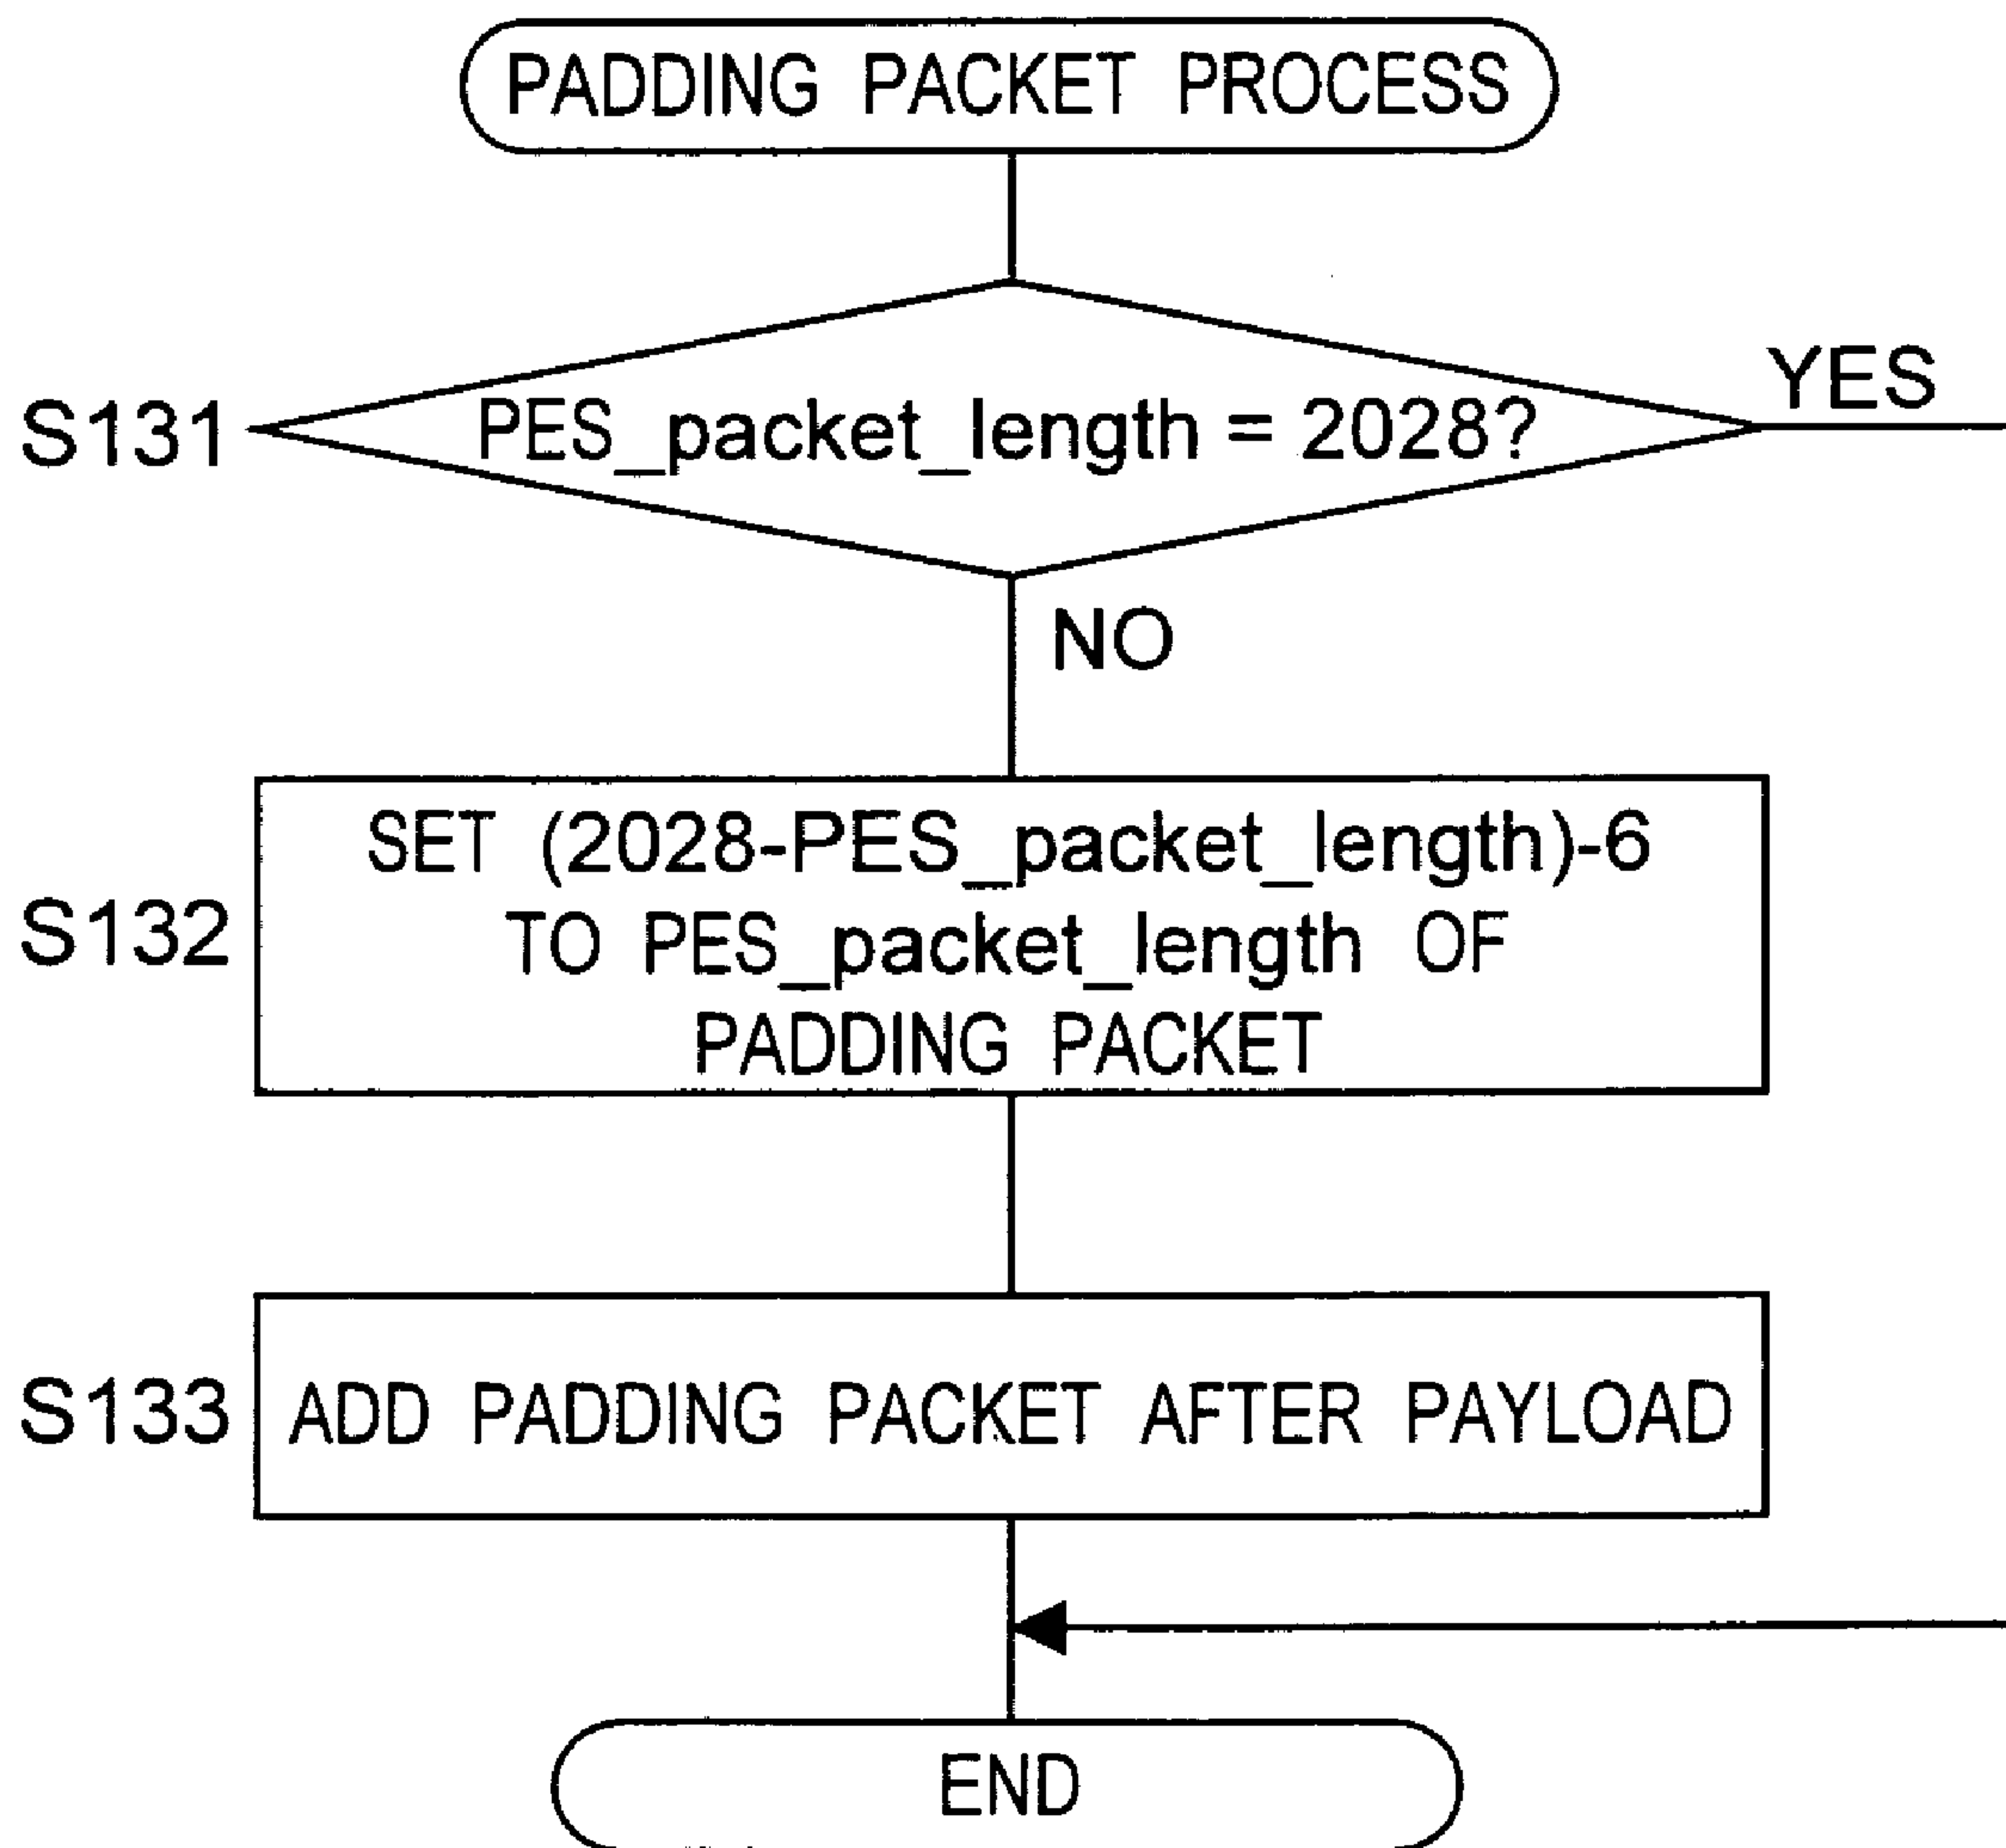 PADDING PACKET PROCESS
YES
S131
PES_packet_length = 2028?
NO
SET (2028-PES_packet_length)-6
S132
TO PES_packet_length OF
PADDING PACKET
S133
ADD PADDING PACKET AFTER PAYLOAD
END